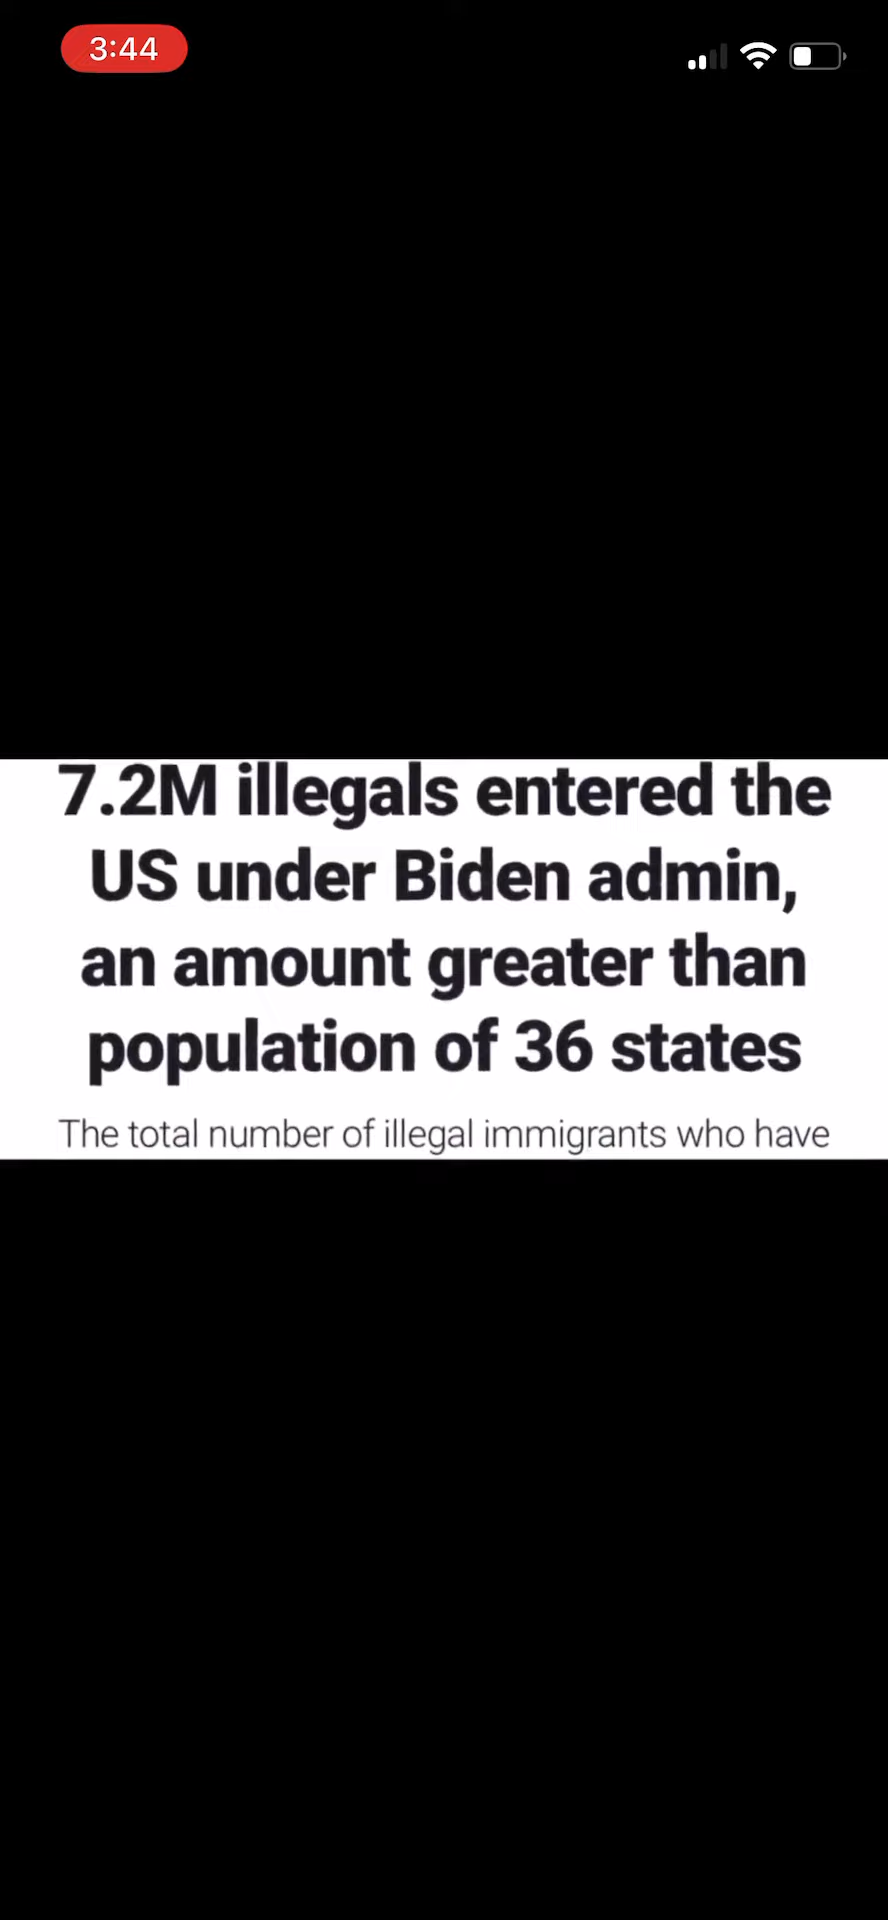 3:44
7.2M illegals entered the
US under Biden admin,
an amount greater than
population of 36 states
The total number of illegal immigrants who have